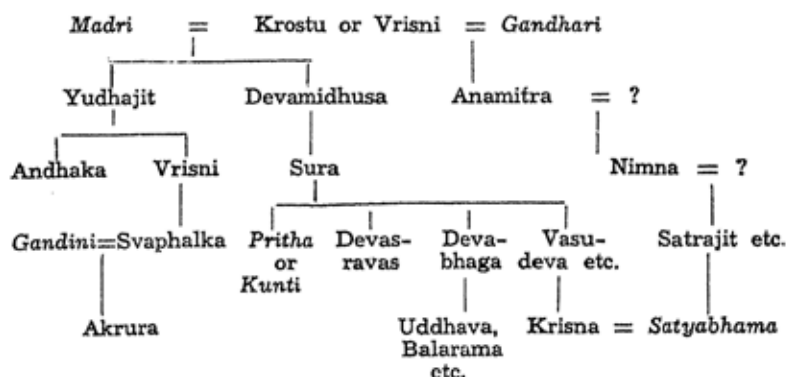 Madri = Krostu or Vrisni = Gandhari
Yudhajit Devamidhusa Anamitra = ?
Andhaka Vrisni Sura Nimna = ?
Gandini=Svaphalka Pritha Devas- Deva- Vasu- Satrajit etc.
or ravas bhaga deva etc.
Kunti
Akrura Uddhava, Krisna = Satyabhama
Balarama
etc.